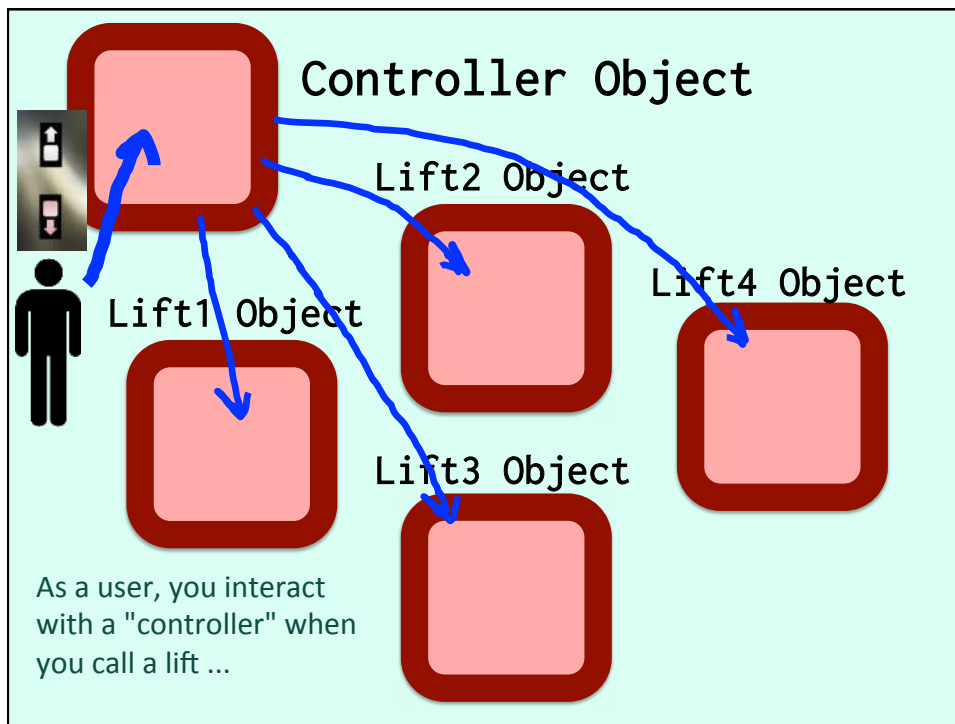 Controller Object
Lift2 Object
Lift4 Object
Lift1 Object
Lift3 Object
As a user, you interact
with a "controller" when
you call a lift ...